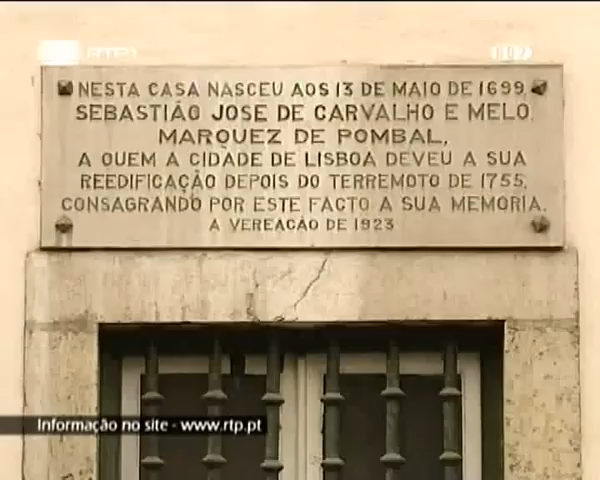 NESTA CASA NASCEU AOS 13 DE MAIO DE 1699
SEBASTIÃO JOSE DE CARVALHO E MELO,
MARQUEZ DE POMBAL,
A QUEM A CIDADE DE LISBOA DEVEU A SUA
REEDIFICAÇÃO DEPOIS DO TERREMOTO DE 1755,
CONSAGRANDO POR ESTE FACTO A SUA MEMORIA.
A VEREAÇÃO DE 1923
Informação no site - www.rtp.pt